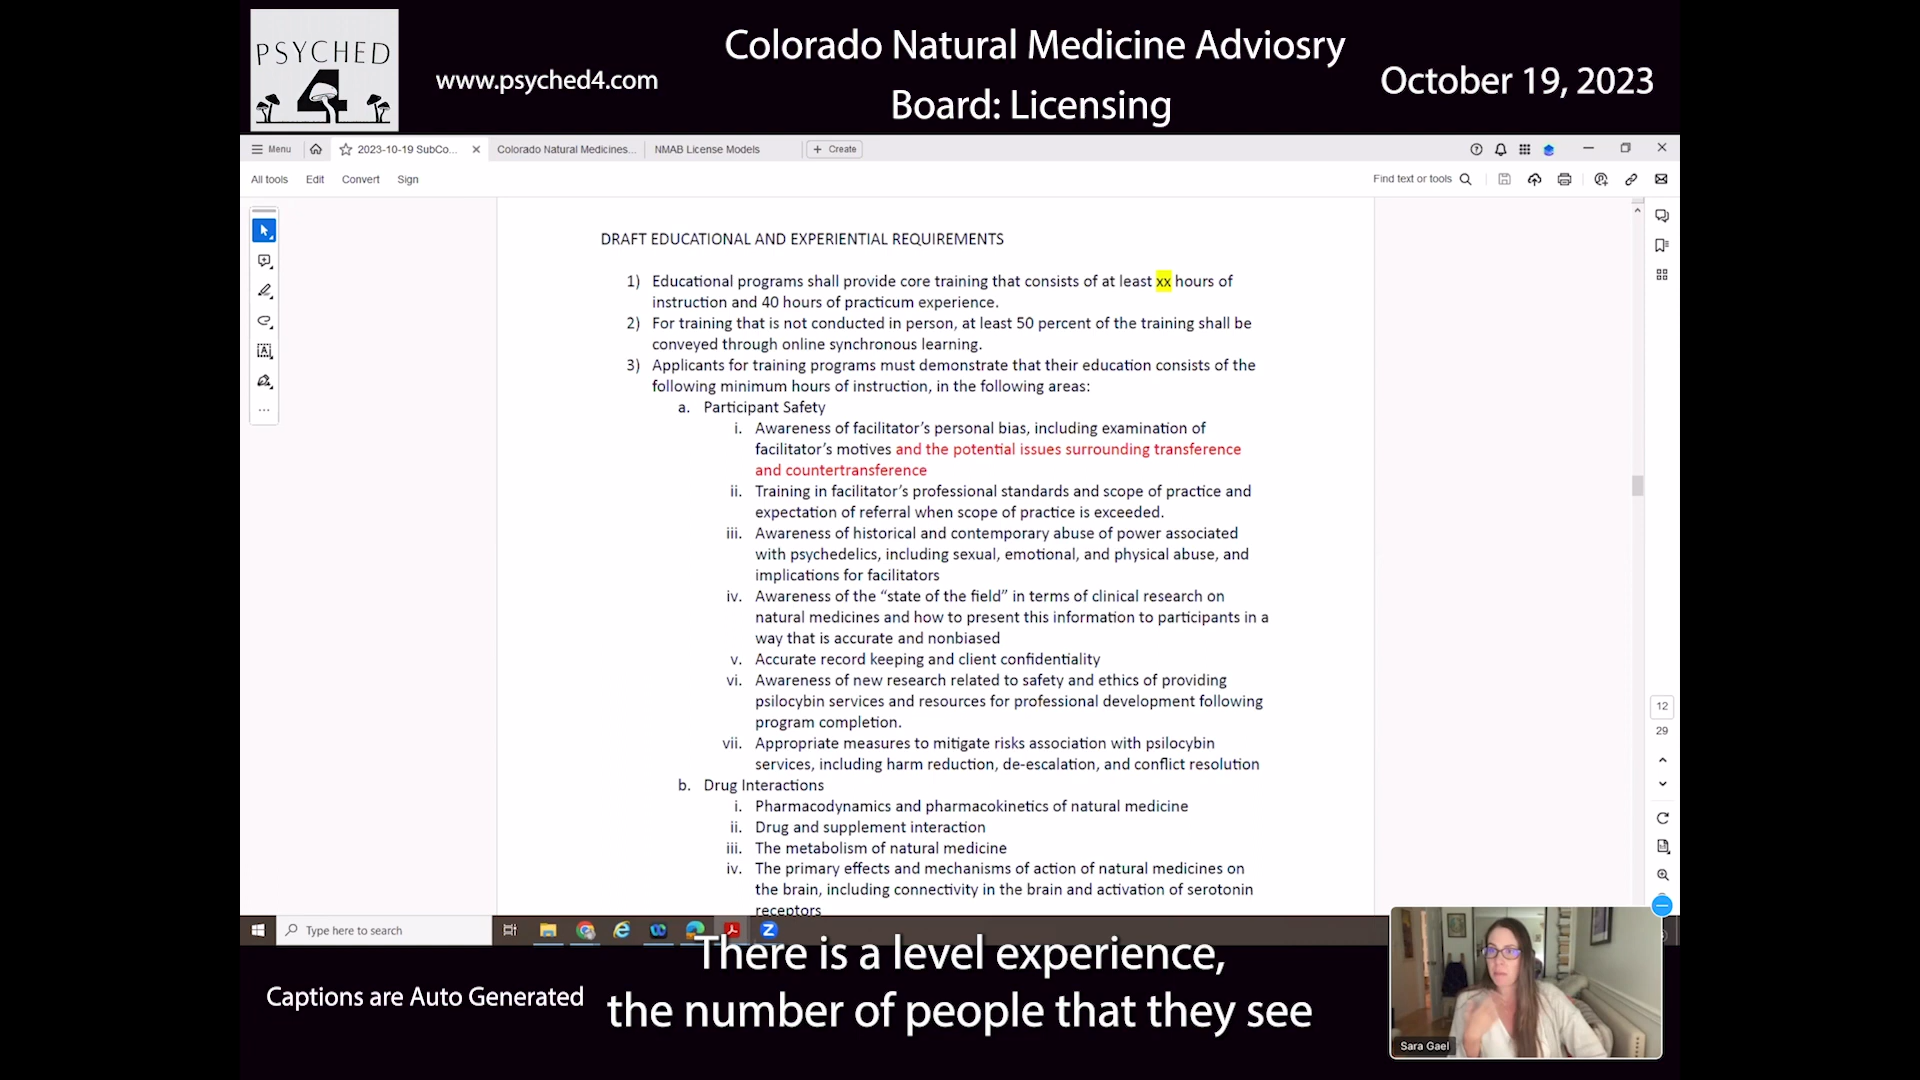 PSYCHED
4
www.psyched4.com
Colorado Natural Medicine Adviosry
Board: Licensing
October 19, 2023
Menu
2023-10-19 SubCo...
Colorado Natural Medicines...
NMAB License Models
+ Create
All tools
Edit
Convert
Sign
Find text or tools
DRAFT EDUCATIONAL AND EXPERIENTIAL REQUIREMENTS
1) Educational programs shall provide core training that consists of at least xx hours of
instruction and 40 hours of practicum experience.
2) For training that is not conducted in person, at least 50 percent of the training shall be
conveyed through online synchronous learning.
3) Applicants for training programs must demonstrate that their education consists of the
following minimum hours of instruction, in the following areas:
a. Participant Safety
i. Awareness of facilitator's personal bias, including examination of
facilitator's motives and the potential issues surrounding transference
and countertransference
ii. Training in facilitator's professional standards and scope of practice and
expectation of referral when scope of practice is exceeded.
iii. Awareness of historical and contemporary abuse of power associated
with psychedelics, including sexual, emotional, and physical abuse, and
implications for facilitators
iv. Awareness of the “state of the field” in terms of clinical research on
natural medicines and how to present this information to participants in a
way that is accurate and nonbiased
v. Accurate record keeping and client confidentiality
vi. Awareness of new research related to safety and ethics of providing
psilocybin services and resources for professional development following
program completion.
vii. Appropriate measures to mitigate risks association with psilocybin
services, including harm reduction, de-escalation, and conflict resolution
b. Drug Interactions
i. Pharmacodynamics and pharmacokinetics of natural medicine
ii. Drug and supplement interaction
iii. The metabolism of natural medicine
iv. The primary effects and mechanisms of action of natural medicines on
the brain, including connectivity in the brain and activation of serotonin
receptors
12
29
Type here to search
There is a level experience,
the number of people that they see
Captions are Auto Generated
Sara Gael